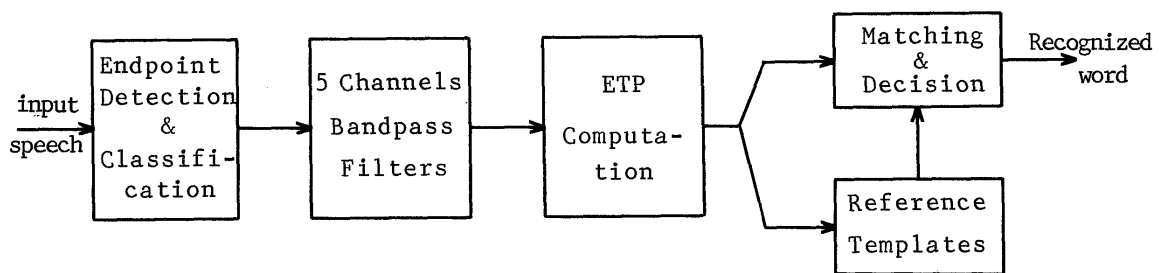 input
speech
Endpoint
Detection
&
Classifi-
cation
5 Channels
Bandpass
Filters
ETP
Computa-
tion
Matching
&
Decision
Recognized
word
Reference
Templates